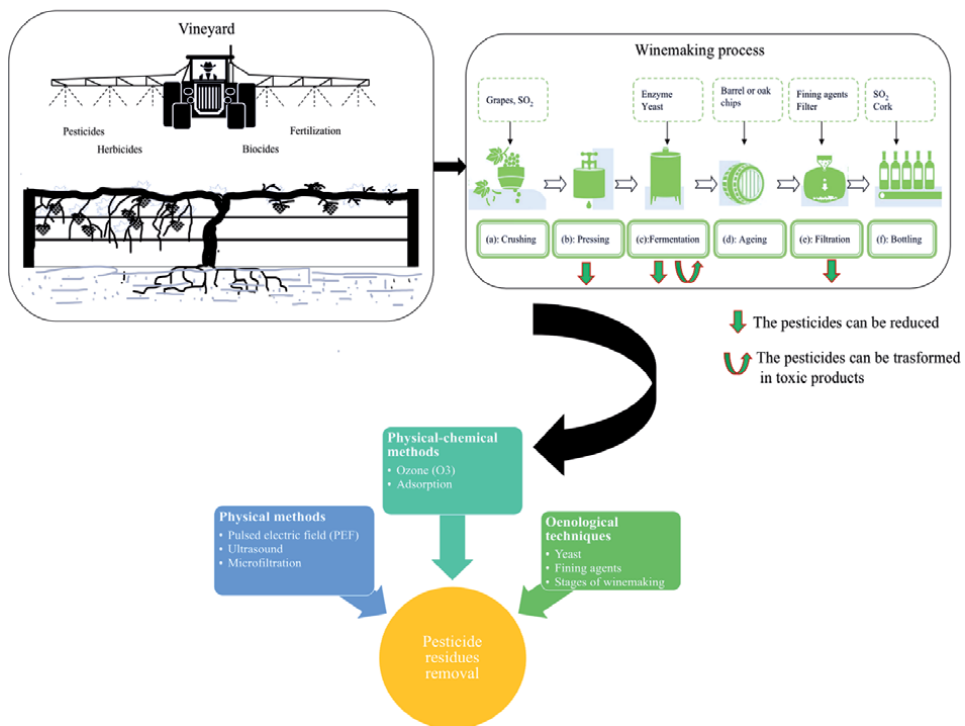 Vineyard
Pesticides
Fertilization
Herbicides
Biocides
Winemaking process
Grapes, SO2
Enzyme
Yeast
Barrel or oak
chips
Fining agents
Filter
SO2
Cork
(a): Crushing
(b): Pressing
(c):Fermentation
(d): Ageing
(e): Filtration
(f): Bottling
The pesticides can be reduced
The pesticides can be trasformed
in toxic products
Physical-chemical
methods
• Ozone (O3)
• Adsorption
Physical methods
• Pulsed electric field (PEF)
• Ultrasound
• Microfiltration
Oenological
techniques
• Yeast
• Fining agents
• Stages of winemaking
Pesticide
residues
removal